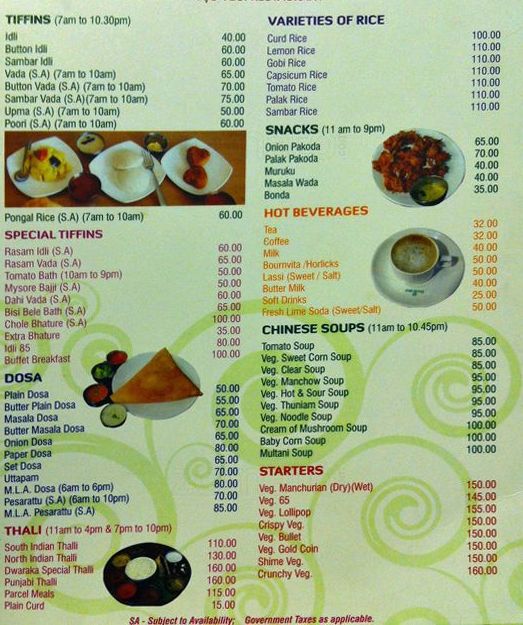 TIFFINS (7am to 10.30pm)
Idli 40.00
Button Idli 60.00
Sambar Idli 60.00
Vada (S.A) (7am to 10am) 65.00
Button Vada (S.A) (7am to 10am) 70.00
Sambar Vada (S.A)(7am to 10am) 75.00
Upma (S.A) (7am to 10am) 50.00
Poori (S.A) (7am to 10am) 60.00
Pongal Rice (S.A) (7am to 10am) 60.00
SPECIAL TIFFINS
Rasam Idli (S.A) 60.00
Rasam Vada (S.A) 65.00
Tomato Bath (10am to 9pm) 50.00
Mysore Bajji (S.A) 50.00
Dahi Vada (S.A) 60.00
Bisi Bele Bath (S.A) 65.00
Chole Bhature (S.A) 100.00
Extra Bhature 35.00
Idli 85 80.00
Buffet Breakfast 100.00
DOSA
Plain Dosa 50.00
Butter Plain Dosa 55.00
Masala Dosa 65.00
Butter Masala Dosa 70.00
Onion Dosa 65.00
Paper Dosa 80.00
Set Dosa 65.00
Uttapam 70.00
M.L.A. Dosa (6am to 6pm) 80.00
Pesarattu (S.A) (6am to 10pm) 70.00
M.L.A. Pesarattu (S.A) 85.00
THALI (11am to 4pm & 7pm to 10pm)
South Indian Thali 110.00
North Indian Thali 130.00
Dwaraka Special Thali 160.00
Punjabi Thali 160.00
Parcel Meals 115.00
Plain Curd 15.00
VARIETIES OF RICE
Curd Rice 100.00
Lemon Rice 110.00
Gobi Rice 110.00
Capsicum Rice 110.00
Tomato Rice 110.00
Palak Rice 110.00
Sambar Rice 110.00
SNACKS (11 am to 9pm)
Onion Pakoda 65.00
Palak Pakoda 70.00
Muruku 40.00
Masala Wada 40.00
Bonda 35.00
HOT BEVERAGES
Tea 32.00
Coffee 32.00
Milk 40.00
Bournvita /Horlicks 50.00
Lassi (Sweet / Salt) 50.00
Butter Milk 40.00
Soft Drinks 25.00
Fresh Lime Soda (Sweet/Salt) 50.00
CHINESE SOUPS (11am to 10.45pm)
Tomato Soup 85.00
Veg. Sweet Corn Soup 85.00
Veg. Clear Soup 85.00
Veg. Manchow Soup 95.00
Veg. Hot & Sour Soup 95.00
Veg. Thuniam Soup 95.00
Veg. Noodle Soup 95.00
Cream of Mushroom Soup 100.00
Baby Corn Soup 100.00
Multani Soup 100.00
STARTERS
Veg. Manchurian (Dry)(Wet) 150.00
Veg. 65 145.00
Veg. Lollipop 155.00
Crispy Veg. 150.00
Veg. Bullet 150.00
Veg. Gold Coin 150.00
Shime Veg. 150.00
Crunchy Veg. 160.00
SA - Subject to Availability; Government Taxes as applicable.